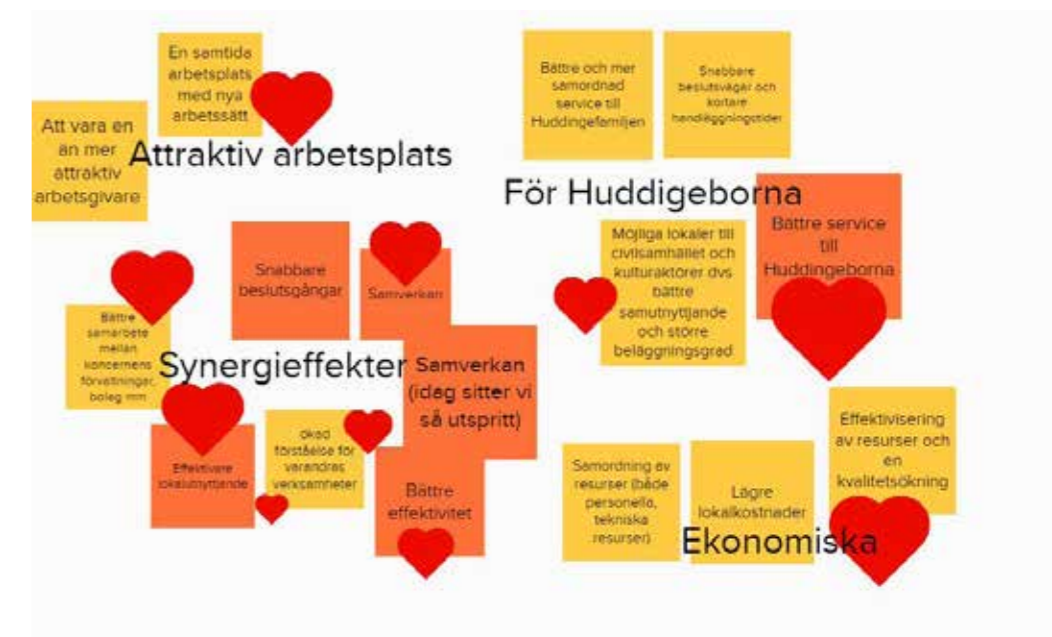 En samtida
arbetsplats
med nya
arbetssätt
Att vara en
än mer
attraktiv
arbetsgivare
Attraktiv arbetsplats
Bättre och mer
samordnad
service till
Huddingefamiljen
Snabbare
beslutsvägar och
kortare
handläggningstider
För Huddigeborna
Möjliga lokaler till
civilsamhället och
kulturaktörer dvs
bättre
samutnyttjande
och större
beläggningsgrad
Bättre service
till
Huddingeborna
Snabbare
beslutsgångar
Samverkan
Bättre
samarbete
mellan
koncernens
förvaltningar,
bolag mm
Synergieffekter
Samverkan
(idag sitter vi
så utspritt)
Effektivare
lokalutnyttjande
ökad
förståelse för
varandras
verksamheter
Bättre
effektivitet
Samordning av
resurser (både
personella,
tekniska
resurser)
Lägre
lokalkostnader
Effektivisering
av resurser och
en
kvalitetsökning
Ekonomiska